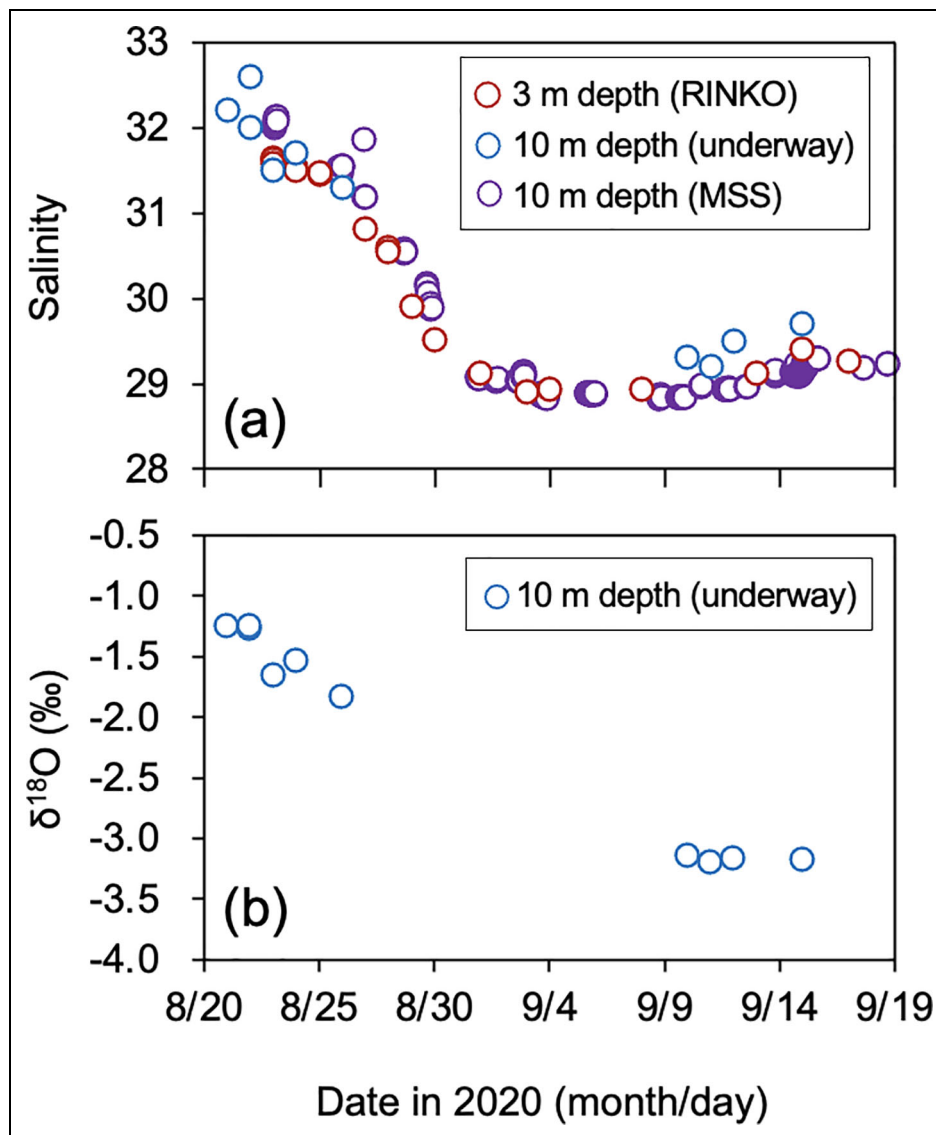 33
32
31
30
29
28
Salinity
3 m depth (RINKO)
10 m depth (underway)
10 m depth (MSS)
(a)
-0.5
-1.0
-1.5
-2.0
-2.5
-3.0
-3.5
-4.0
δ¹⁸O (‰)
10 m depth (underway)
(b)
8/20 8/25 8/30 9/4 9/9 9/14 9/19
Date in 2020 (month/day)